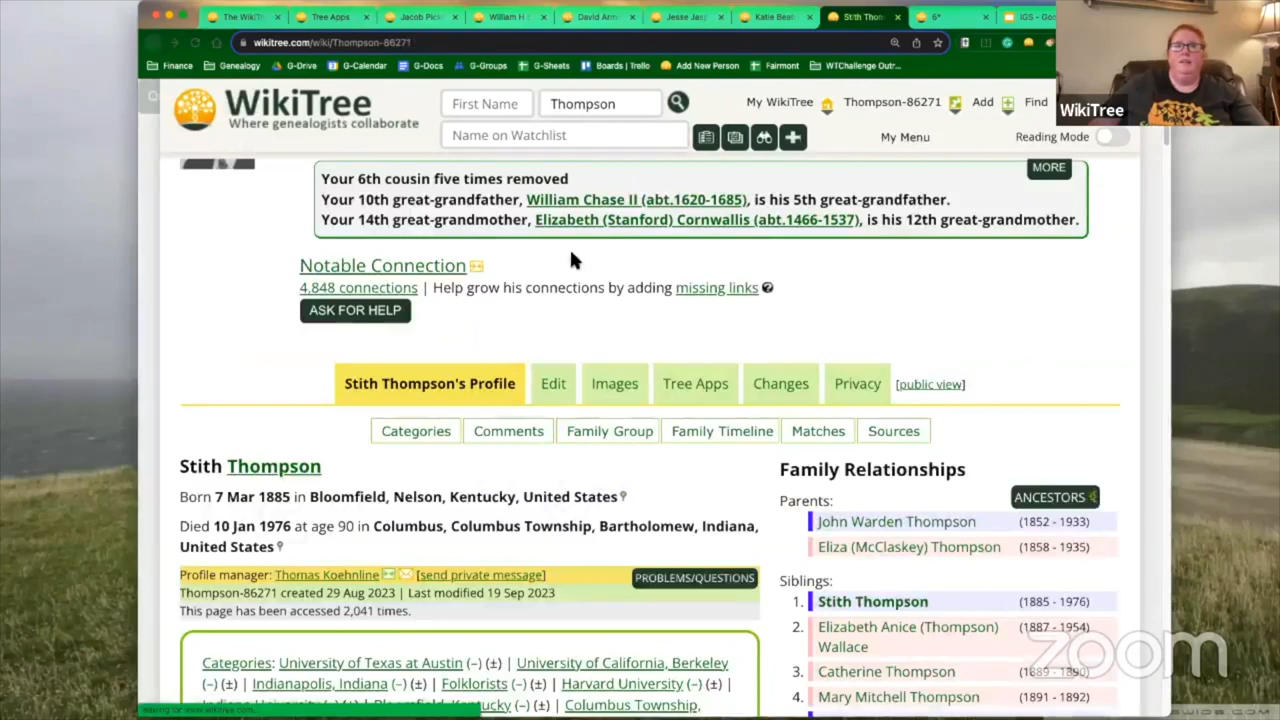 The WikiT
Tree Apps
Jacob Pick
William H
David Arm
Jesse Jas
Katie Beat
Stith Thon
6°
IGS - Gos
wikitree.com/wiki/Thompson-86271
Finance
Genealogy
G-Drive
G-Calendar
G-Docs
G-Groups
G-Sheets
Boards | Trello
Add New Person
Fairmont
WTChallenge Outr...
WikiTree
Where genealogists collaborate
First Name
Thompson
Name on Watchlist
My WikiTree
Thompson-86271
Add
Find
My Menu
Reading Mode
WikiTree
MORE
Your 6th cousin five times removed
Your 10th great-grandfather, William Chase II (abt.1620-1685), is his 5th great-grandfather.
Your 14th great-grandmother, Elizabeth (Stanford) Cornwallis (abt.1466-1537), is his 12th great-grandmother.
Notable Connection
4,848 connections | Help grow his connections by adding missing links ?
ASK FOR HELP
Stith Thompson's Profile
Edit
Images
Tree Apps
Changes
Privacy
[public view]
Categories
Comments
Family Group
Family Timeline
Matches
Sources
Stith Thompson
Born 7 Mar 1885 in Bloomfield, Nelson, Kentucky, United States
Died 10 Jan 1976 at age 90 in Columbus, Columbus Township, Bartholomew, Indiana,
United States
Profile manager: Thomas Koehnline [send private message]
PROBLEMS/QUESTIONS
Thompson-86271 created 29 Aug 2023 | Last modified 19 Sep 2023
This page has been accessed 2,041 times.
Categories: University of Texas at Austin (−) (±) | University of California, Berkeley
(−) (±) | Indianapolis, Indiana (−) (±) | Folklorists (−) (±) | Harvard University (−) (±) |
Indiana University (−) (±) | Bloomfield, Kentucky (−) (±) | Columbus Township,
Family Relationships
Parents:
ANCESTORS
John Warden Thompson (1852 - 1933)
Eliza (McClaskey) Thompson (1858 - 1935)
Siblings:
1. Stith Thompson (1885 - 1976)
2. Elizabeth Anice (Thompson) (1887 - 1954)
Wallace
3. Catherine Thompson (1889 - 1890)
4. Mary Mitchell Thompson (1891 - 1892)
zoom